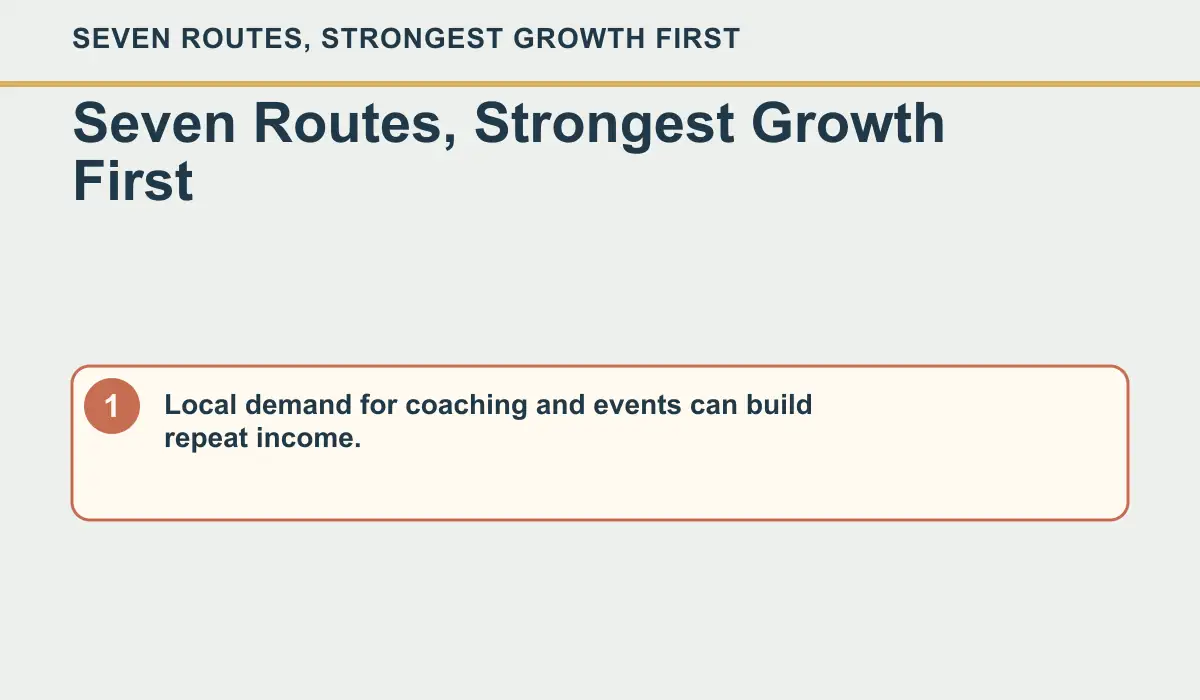 SEVEN ROUTES, STRONGEST GROWTH FIRST
Seven Routes, Strongest Growth
First
1
Local demand for coaching and events can build
repeat income.